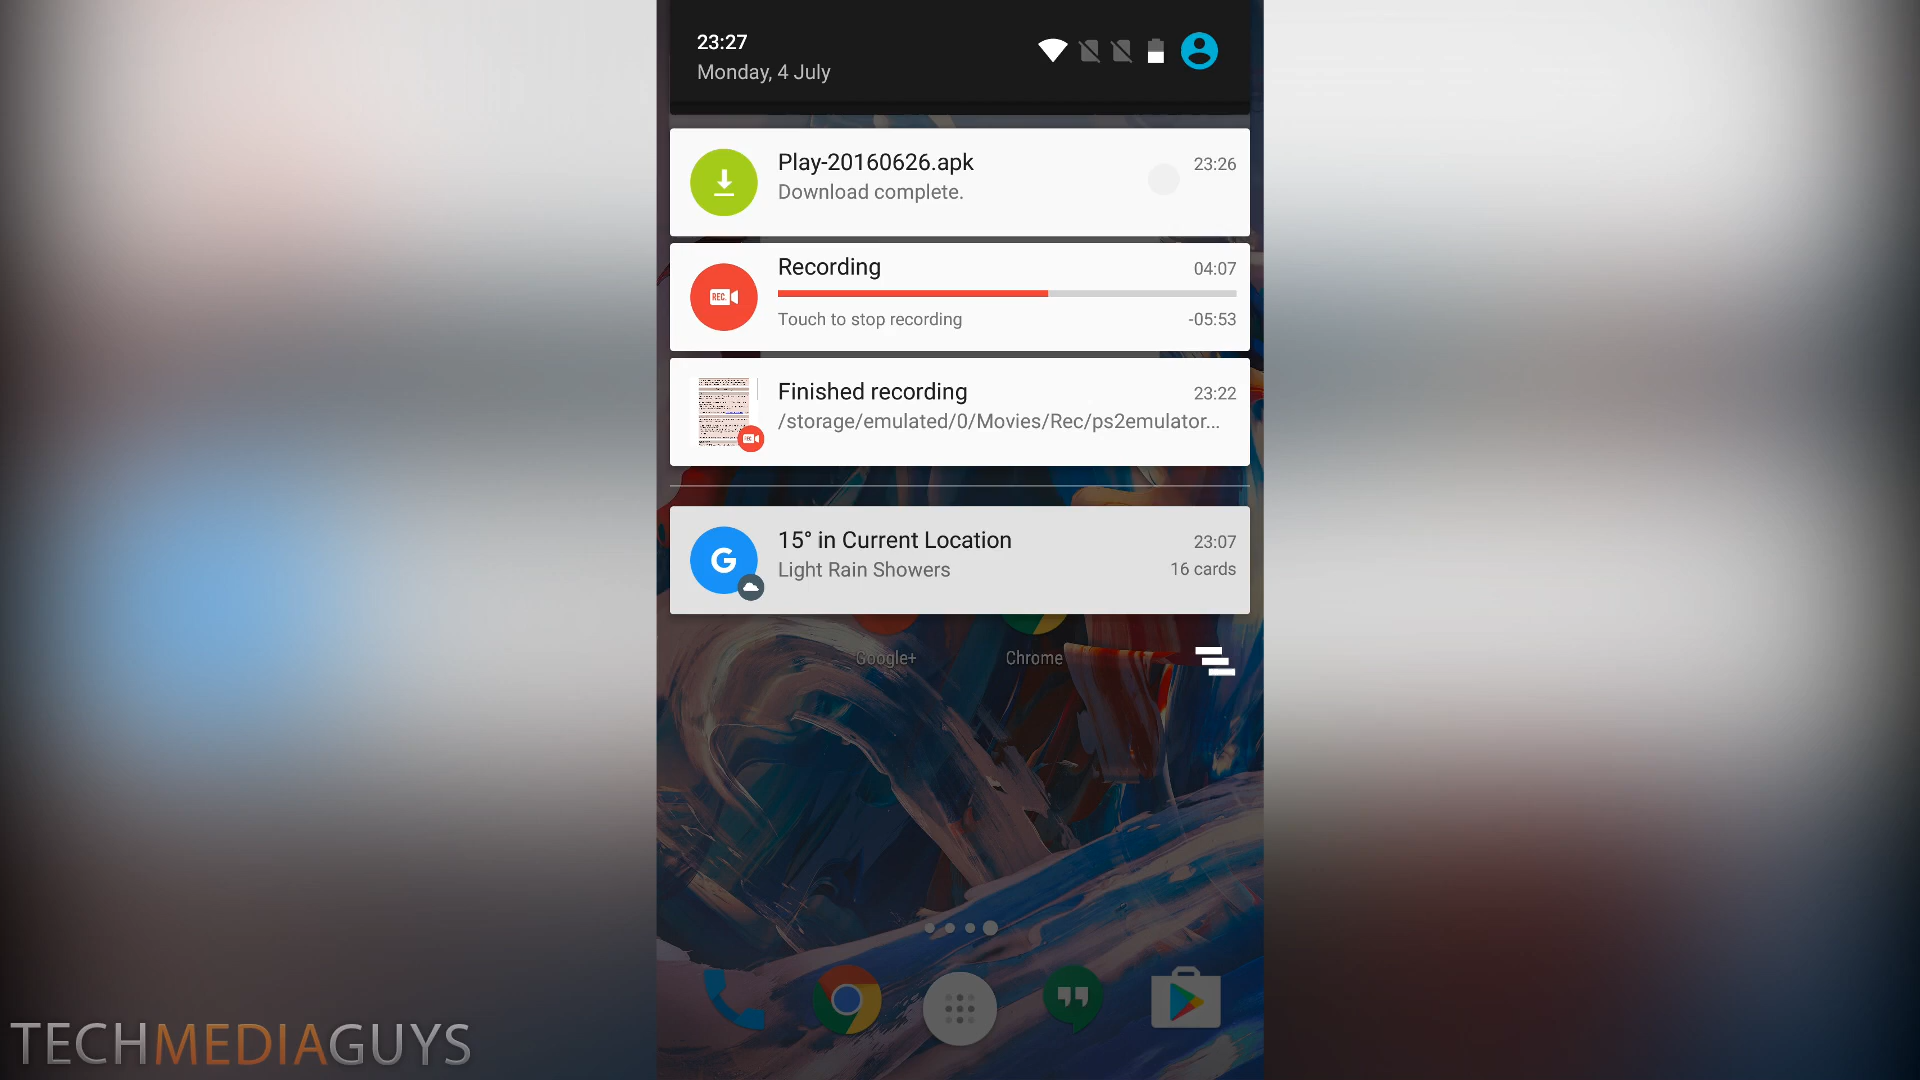 23:27
Monday, 4 July
Play-20160626.apk
23:26
Download complete.
Recording
04:07
REC.
Touch to stop recording
-05:53
Finished recording
23:22
/storage/emulated/0/Movies/Rec/ps2emulator...
15° in Current Location
23:07
Light Rain Showers
16 cards
Google+
Chrome
TECHMEDIAGUYS